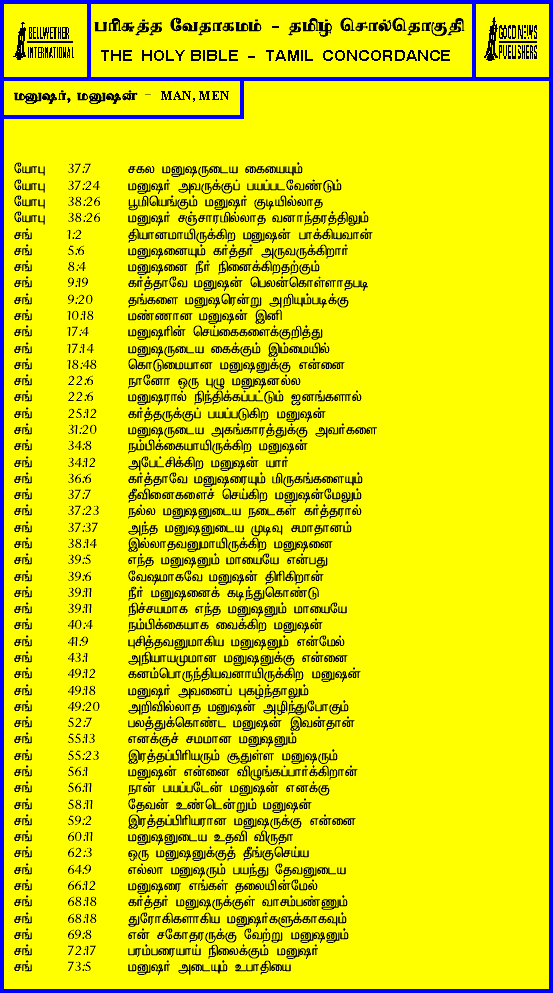 BELLWETHER
INTERNATIONAL
பரிசுத்த வேதாகமம் - தமிழ் சொல்தொகுதி
THE HOLY BIBLE - TAMIL CONCORDANCE
GOOD NEWS
PUBLISHERS
மனுஷர், மனுஷன் - MAN, MEN
யோபு 37:7 சகல மனுஷருடைய கையையும்
யோபு 37:24 மனுஷர் அவருக்குப் பயப்படவேண்டும்
யோபு 38:26 பூமியெங்கும் மனுஷர் குடியில்லாத
யோபு 38:26 மனுஷர் சஞ்சாரமில்லாத வனாந்தரத்திலும்
சங் 1:2 தியானமாயிருக்கிற மனுஷன் பாக்கியவான்
சங் 5:6 மனுஷனையும் கர்த்தர் அருவருக்கிறார்
சங் 8:4 மனுஷனை நீர் நினைக்கிறதற்கும்
சங் 9:19 கர்த்தாவே மனுஷன் பெலன்கொள்ளாதபடி
சங் 9:20 தங்களை மனுஷரென்று அறியும்படிக்கு
சங் 10:18 மண்ணான மனுஷன் இனி
சங் 17:4 மனுஷரின் செய்கைகளைக்குறித்து
சங் 17:14 மனுஷருடைய கைக்கும் இம்மையில்
சங் 18:48 கொடுமையான மனுஷனுக்கு என்னை
சங் 22:6 நானோ ஒரு புழு மனுஷனல்ல
சங் 22:6 மனுஷரால் நிந்திக்கப்பட்டும் ஜனங்களால்
சங் 25:12 கர்த்தருக்குப் பயப்படுகிற மனுஷன்
சங் 31:20 மனுஷருடைய அகங்காரத்துக்கு அவர்களை
சங் 34:8 நம்பிக்கையாயிருக்கிற மனுஷன்
சங் 34:12 அபேட்சிக்கிற மனுஷன் யார்
சங் 36:6 கர்த்தாவே மனுஷரையும் மிருகங்களையும்
சங் 37:7 தீவினைகளைச் செய்கிற மனுஷன்மேலும்
சங் 37:23 நல்ல மனுஷனுடைய நடைகள் கர்த்தரால்
சங் 37:37 அந்த மனுஷனுடைய முடிவு சமாதானம்
சங் 38:14 இல்லாதவனுமாயிருக்கிற மனுஷனை
சங் 39:5 எந்த மனுஷனும் மாயையே என்பது
சங் 39:6 வேஷமாகவே மனுஷன் திரிகிறான்
சங் 39:11 நீர் மனுஷனைக் கடிந்துகொண்டு
சங் 39:11 நிச்சயமாக எந்த மனுஷனும் மாயையே
சங் 40:4 நம்பிக்கையாக வைக்கிற மனுஷன்
சங் 41:9 புசித்தவனுமாகிய மனுஷனும் என்மேல்
சங் 43:1 அநியாயமுமான மனுஷனுக்கு என்னை
சங் 49:12 கனம்பொருந்தியவனாயிருக்கிற மனுஷன்
சங் 49:18 மனுஷர் அவனைப் புகழ்ந்தாலும்
சங் 49:20 அறிவில்லாத மனுஷன் அழிந்துபோகும்
சங் 52:7 பலத்துக்கொண்ட மனுஷன் இவன்தான்
சங் 55:13 எனக்குச் சமமான மனுஷனும்
சங் 55:23 இரத்தப்பிரியரும் சூதுள்ள மனுஷரும்
சங் 56:1 மனுஷன் என்னை விழுங்கப்பார்க்கிறான்
சங் 56:11 நான் பயப்படேன் மனுஷன் எனக்கு
சங் 58:11 தேவன் உண்டென்றும் மனுஷன்
சங் 59:2 இரத்தப்பிரியரான மனுஷருக்கு என்னை
சங் 60:11 மனுஷனுடைய உதவி விருதா
சங் 62:3 ஒரு மனுஷனுக்குத் தீங்குசெய்ய
சங் 64:9 எல்லா மனுஷரும் பயந்து தேவனுடைய
சங் 66:12 மனுஷரை எங்கள் தலையின்மேல்
சங் 68:18 கர்த்தர் மனுஷருக்குள் வாசம்பண்ணும்
சங் 68:18 துரோகிகளாகிய மனுஷர்களுக்காகவும்
சங் 69:8 என் சகோதரருக்கு வேற்று மனுஷனும்
சங் 72:17 பரம்பரையாய் நிலைக்கும் மனுஷர்
சங் 73:5 மனுஷர் அடையும் உபாதியை